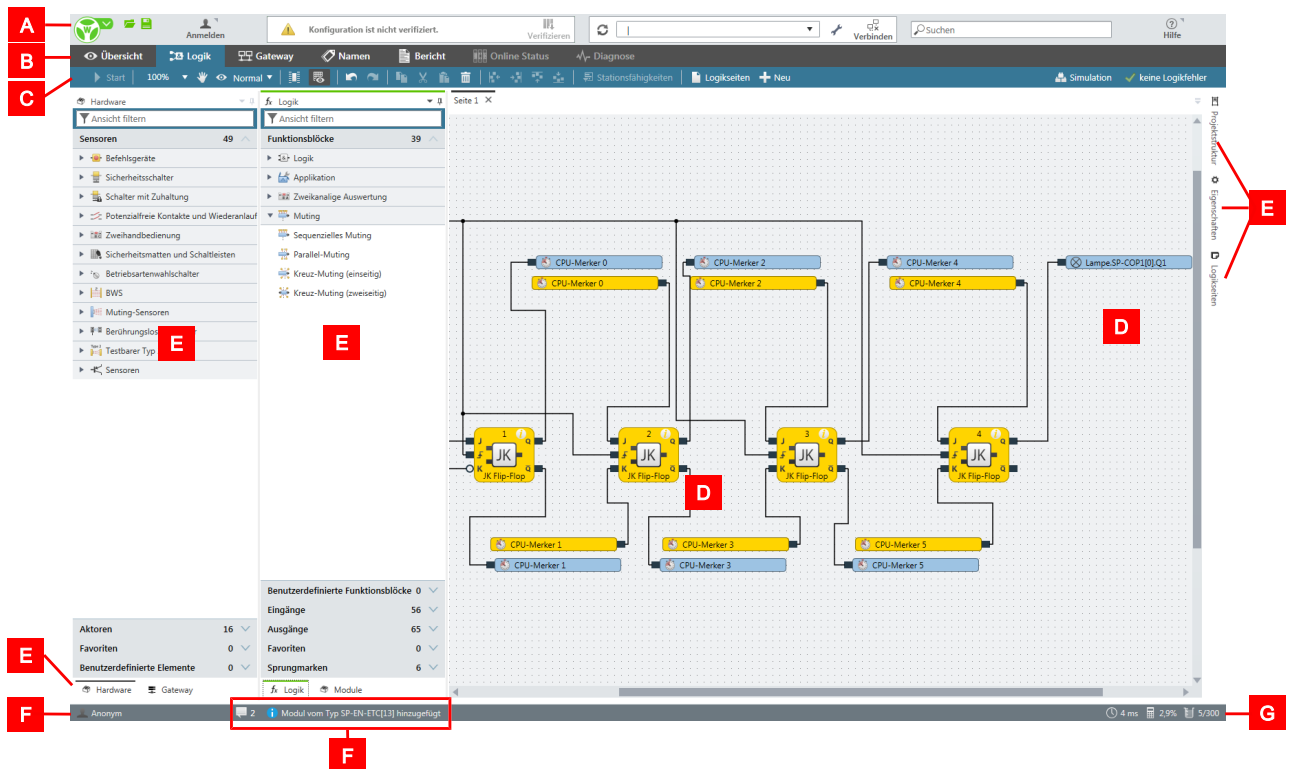 A
W
Anmelden
Konfiguration ist nicht verifiziert.
Verifizieren
Verbinden
Suchen
Hilfe
B
Übersicht
Logik
Gateway
Namen
Bericht
Online Status
Diagnose
C
Start
100%
Normal
Stationsfähigkeiten
Logikseiten
Neu
Simulation
keine Logikfehler
Hardware
Ansicht filtern
Sensoren 49
Befehlsgeräte
Sicherheitsschalter
Schalter mit Zuhaltung
Potenzialfreie Kontakte und Wiederanlauf
Zweihandbedienung
Sicherheitsmatten und Schaltleisten
Betriebsartenwahlschalter
BWS
Muting-Sensoren
Berührungslos
Testbarer Typ
Sensoren
E
Aktoren 16
Favoriten 0
Benutzerdefinierte Elemente 0
E
Hardware
Gateway
fx Logik
Ansicht filtern
Funktionsblöcke 39
Logik
Applikation
Zweikanalige Auswertung
Muting
Sequenzielles Muting
Parallel-Muting
Kreuz-Muting (einseitig)
Kreuz-Muting (zweiseitig)
E
Benutzerdefinierte Funktionsblöcke 0
Eingänge 56
Ausgänge 65
Favoriten 0
Sprungmarken 6
fx Logik
Module
Seite 1
CPU-Merker 0
CPU-Merker 2
CPU-Merker 4
Lampe.SP-COP1[0].Q1
CPU-Merker 0
CPU-Merker 2
CPU-Merker 4
D
1
J
Q
JK
K
Q
JK Flip-Flop
2
J
Q
JK
K
Q
JK Flip-Flop
3
J
Q
JK
K
Q
JK Flip-Flop
4
J
Q
JK
K
Q
JK Flip-Flop
D
CPU-Merker 1
CPU-Merker 3
CPU-Merker 5
CPU-Merker 1
CPU-Merker 3
CPU-Merker 5
Projektstruktur
Eigenschaften
Logikseiten
E
F
Anonym
2
Modul vom Typ SP-EN-ETC[13] hinzugefügt
F
4 ms
2,9%
5/300
G